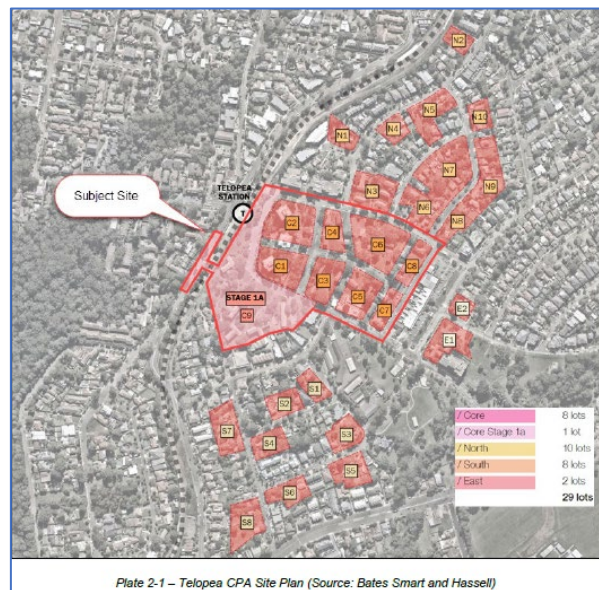 N2
N5
N10
N1
N4
N7
Subject Site
TELOPEA
STATION
T
N3
N9
N6
N8
C2
C4
C6
C1
C8
C3
C5
STAGE 1A
C7
E2
C9
E1
S1
S2
S7
S3
S4
S5
S6
S8
/ Core 8 lots
/ Core Stage 1a 1 lot
/ North 10 lots
/ South 8 lots
/ East 2 lots
29 lots
Plate 2-1 – Telopea CPA Site Plan (Source: Bates Smart and Hassell)